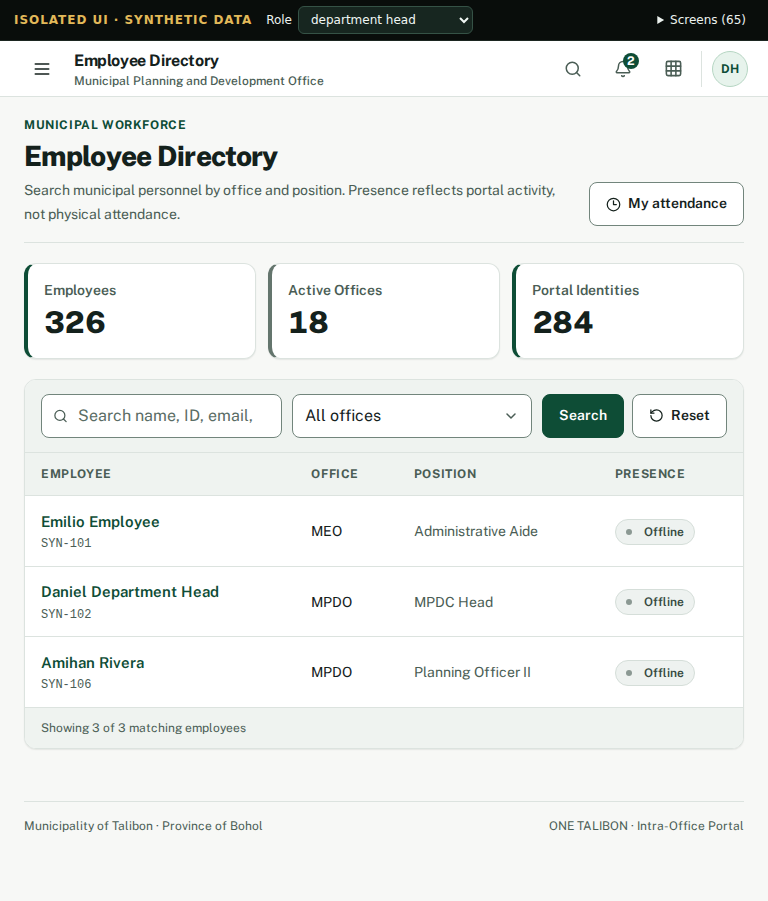 ISOLATED UI · SYNTHETIC DATA Role department head Screens (65)
Employee Directory
Municipal Planning and Development Office
2
DH
MUNICIPAL WORKFORCE
Employee Directory
Search municipal personnel by office and position. Presence reflects portal activity,
not physical attendance.
My attendance
Employees
326
Active Offices
18
Portal Identities
284
Search name, ID, email,
All offices
Search
Reset
EMPLOYEE OFFICE POSITION PRESENCE
Emilio Employee
SYN-101
MEO
Administrative Aide
Offline
Daniel Department Head
SYN-102
MPDO
MPDC Head
Offline
Amihan Rivera
SYN-106
MPDO
Planning Officer II
Offline
Showing 3 of 3 matching employees
Municipality of Talibon · Province of Bohol
ONE TALIBON · Intra-Office Portal